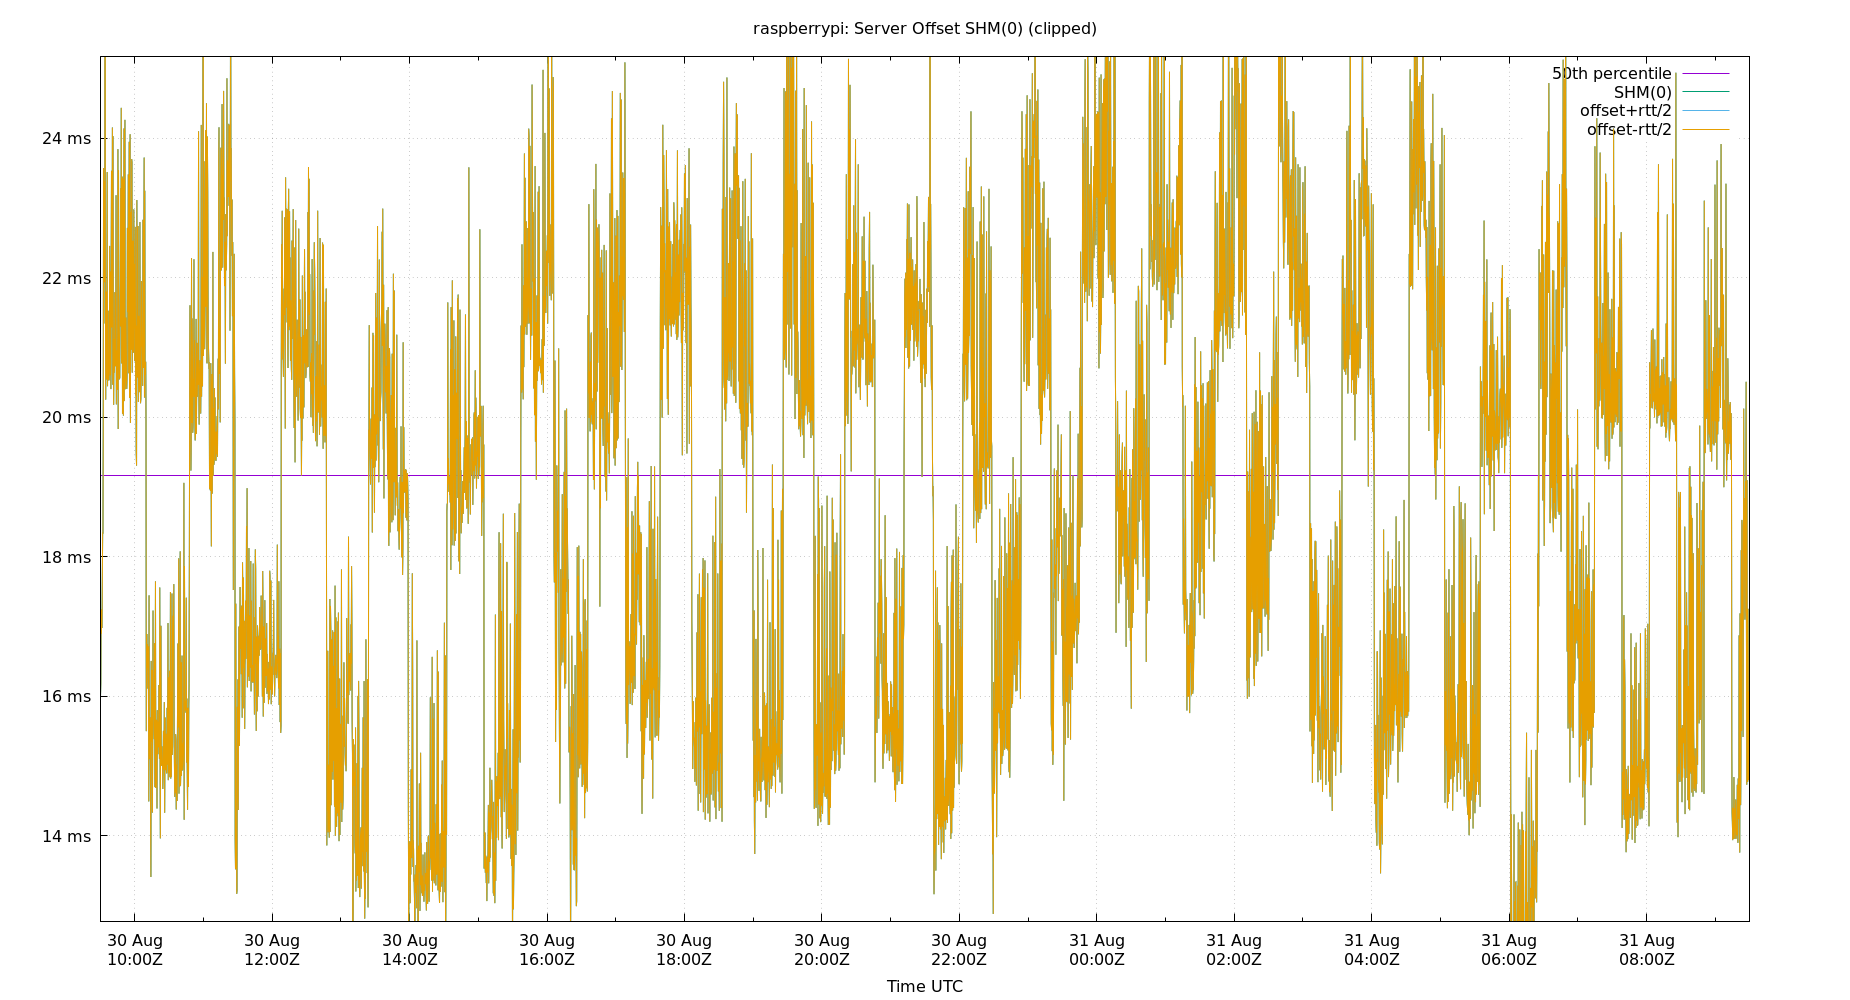 raspberrypi: Server Offset SHM(0) (clipped)
50th percentile
SHM(0)
offset+rtt/2
offset-rtt/2
24 ms
22 ms
20 ms
18 ms
16 ms
14 ms
30 Aug 30 Aug 30 Aug 30 Aug 30 Aug 30 Aug 30 Aug 31 Aug 31 Aug 31 Aug 31 Aug 31 Aug
10:00Z 12:00Z 14:00Z 16:00Z 18:00Z 20:00Z 22:00Z 00:00Z 02:00Z 04:00Z 06:00Z 08:00Z
Time UTC